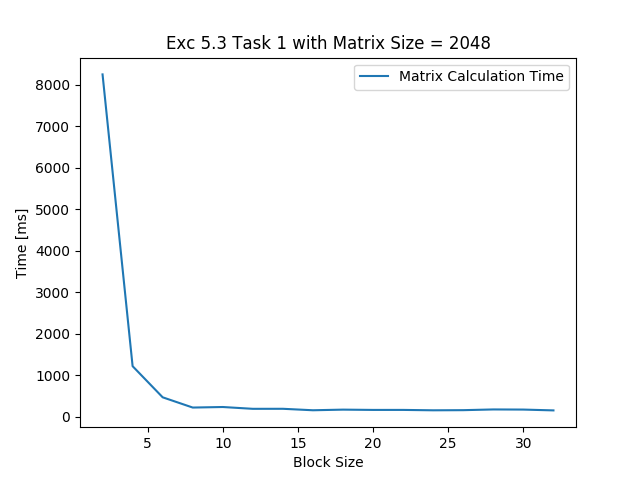 Exc 5.3 Task 1 with Matrix Size = 2048
Matrix Calculation Time
8000
7000
6000
5000
4000
3000
2000
1000
0
Time [ms]
5 10 15 20 25 30
Block Size